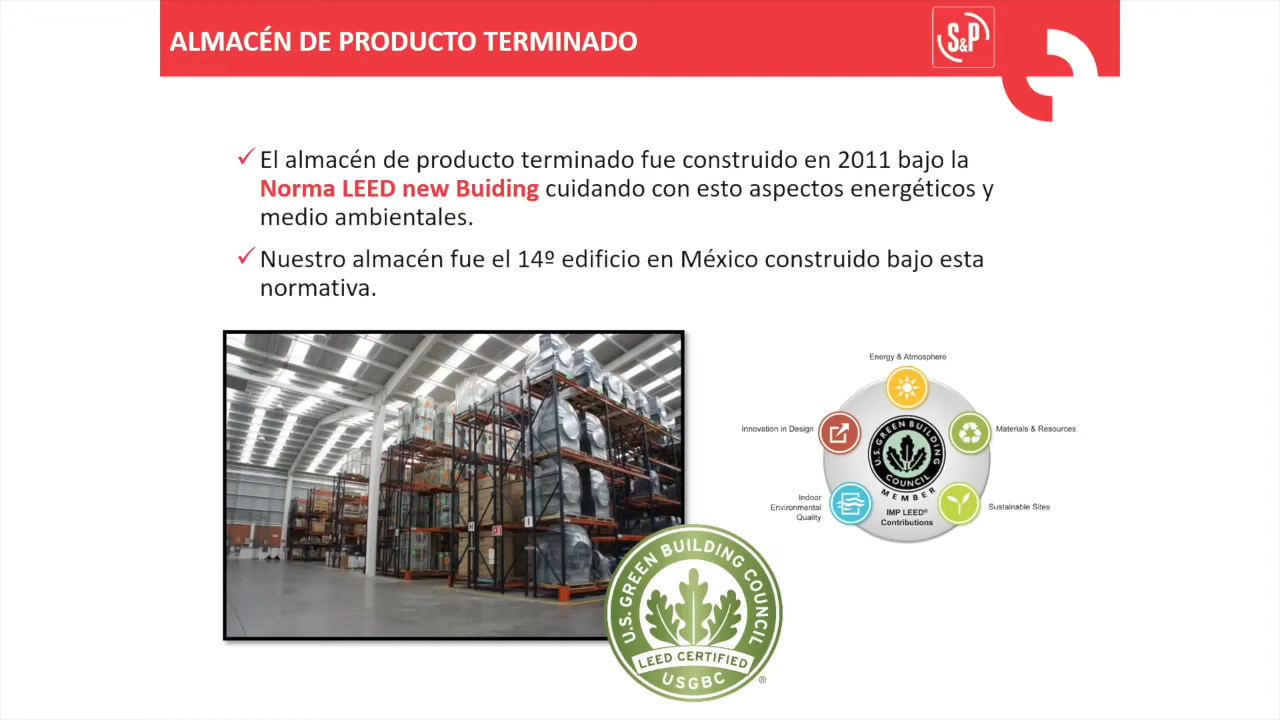 ALMACÉN DE PRODUCTO TERMINADO
S&P
El almacén de producto terminado fue construido en 2011 bajo la
Norma LEED new Buiding cuidando con esto aspectos energéticos y
medio ambientales.
Nuestro almacén fue el 14º edificio en México construido bajo esta
normativa.
Energy & Atmosphere
Innovation in Design
Materials & Resources
U.S. GREEN BUILDING
COUNCIL
MEMBER
Indoor
Environmental
Quality
IMP LEED®
Contributions
Sustainable Sites
H
I
U.S. GREEN BUILDING COUNCIL
LEED CERTIFIED
USGBC
®